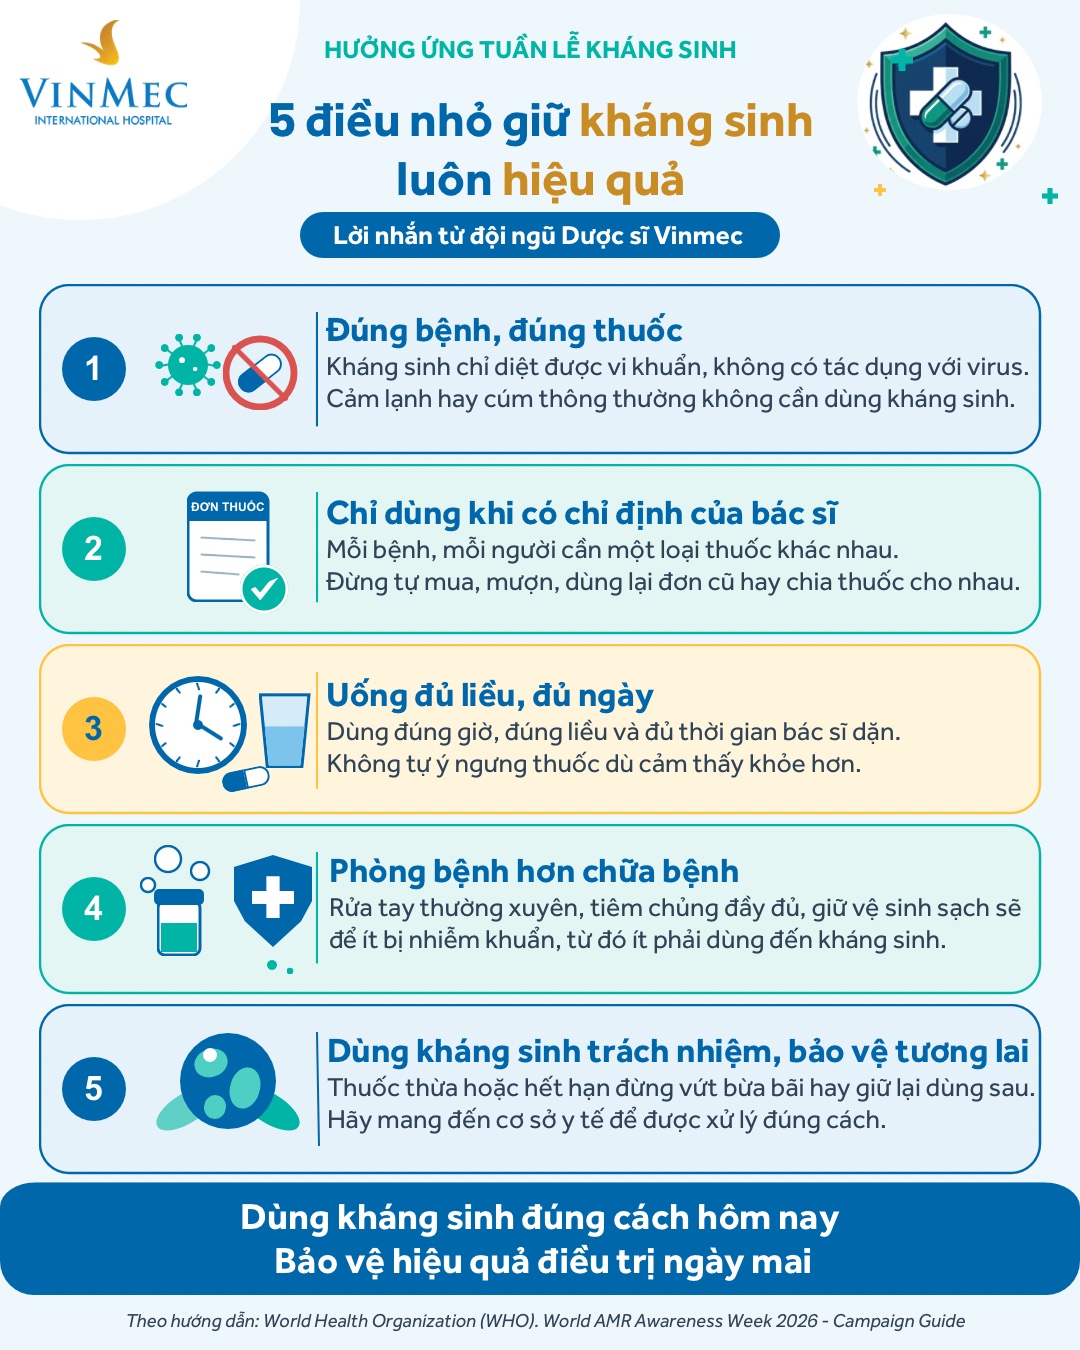 VINMEC
INTERNATIONAL HOSPITAL
HƯỞNG ỨNG TUẦN LỄ KHÁNG SINH
5 điều nhỏ giữ kháng sinh
luôn hiệu quả
Lời nhắn từ đội ngũ Dược sĩ Vinmec
1
Đúng bệnh, đúng thuốc
Kháng sinh chỉ diệt được vi khuẩn, không có tác dụng với virus.
Cảm lạnh hay cúm thông thường không cần dùng kháng sinh.
2
ĐƠN THUỐC
Chỉ dùng khi có chỉ định của bác sĩ
Mỗi bệnh, mỗi người cần một loại thuốc khác nhau.
Đừng tự mua, mượn, dùng lại đơn cũ hay chia thuốc cho nhau.
3
Uống đủ liều, đủ ngày
Dùng đúng giờ, đúng liều và đủ thời gian bác sĩ dặn.
Không tự ý ngưng thuốc dù cảm thấy khỏe hơn.
4
Phòng bệnh hơn chữa bệnh
Rửa tay thường xuyên, tiêm chủng đầy đủ, giữ vệ sinh sạch sẽ
để ít bị nhiễm khuẩn, từ đó ít phải dùng đến kháng sinh.
5
Dùng kháng sinh trách nhiệm, bảo vệ tương lai
Thuốc thừa hoặc hết hạn đừng vứt bừa bãi hay giữ lại dùng sau.
Hãy mang đến cơ sở y tế để được xử lý đúng cách.
Dùng kháng sinh đúng cách hôm nay
Bảo vệ hiệu quả điều trị ngày mai
Theo hướng dẫn: World Health Organization (WHO). World AMR Awareness Week 2026 - Campaign Guide